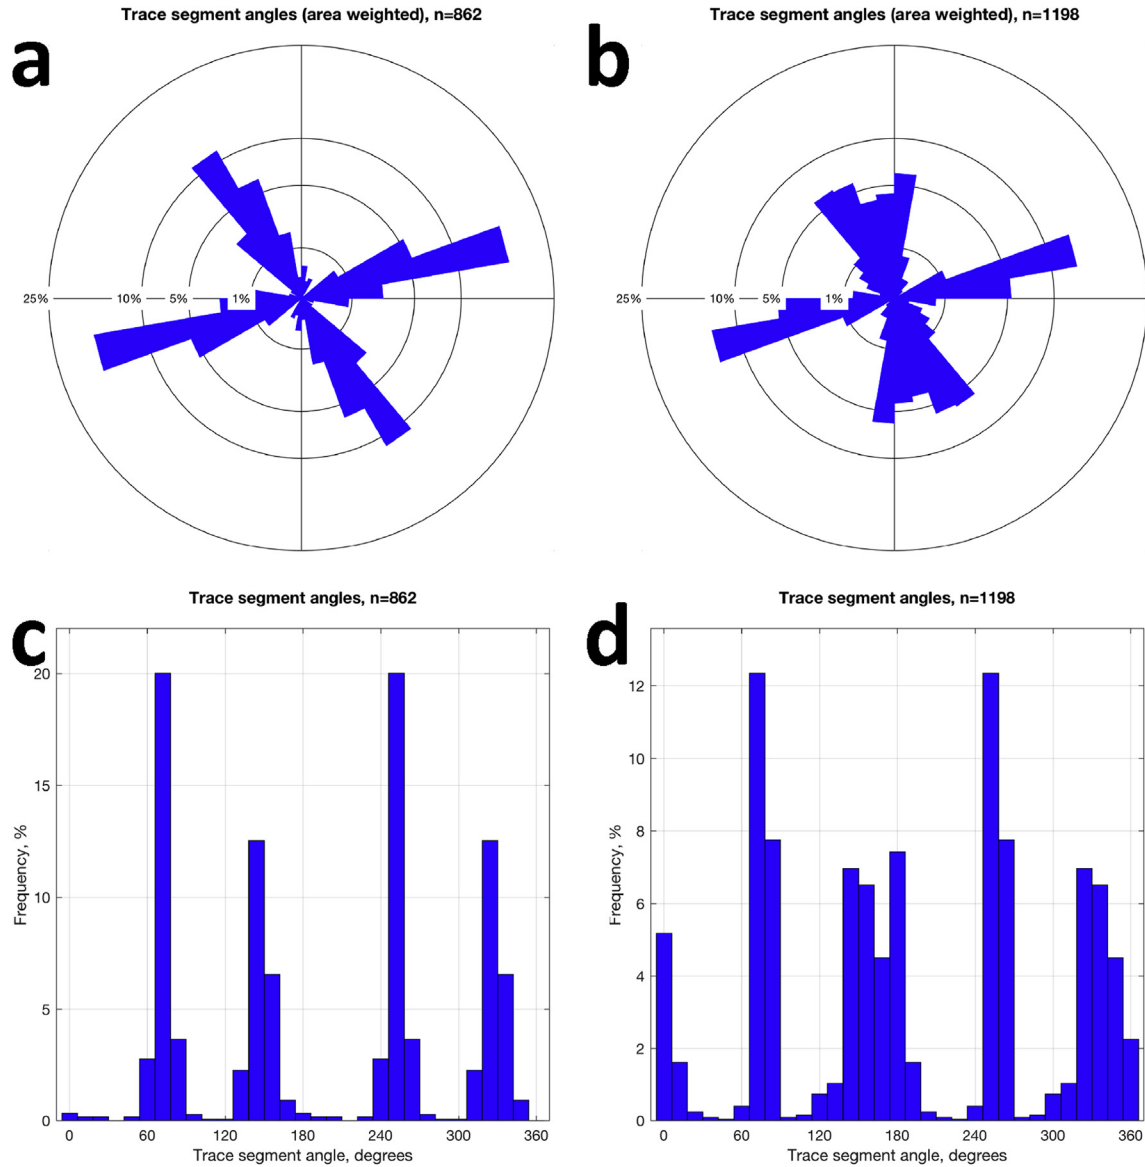 Trace segment angles (area weighted), n=862
Trace segment angles (area weighted), n=1198
a
b
25%
10%
5%
1%
25%
10%
5%
1%
Trace segment angles, n=862
Trace segment angles, n=1198
c
d
20
15
10
5
0
Frequency, %
0 60 120 180 240 300 360
Trace segment angle, degrees
12
10
8
6
4
2
0
Frequency, %
0 60 120 180 240 300 360
Trace segment angle, degrees